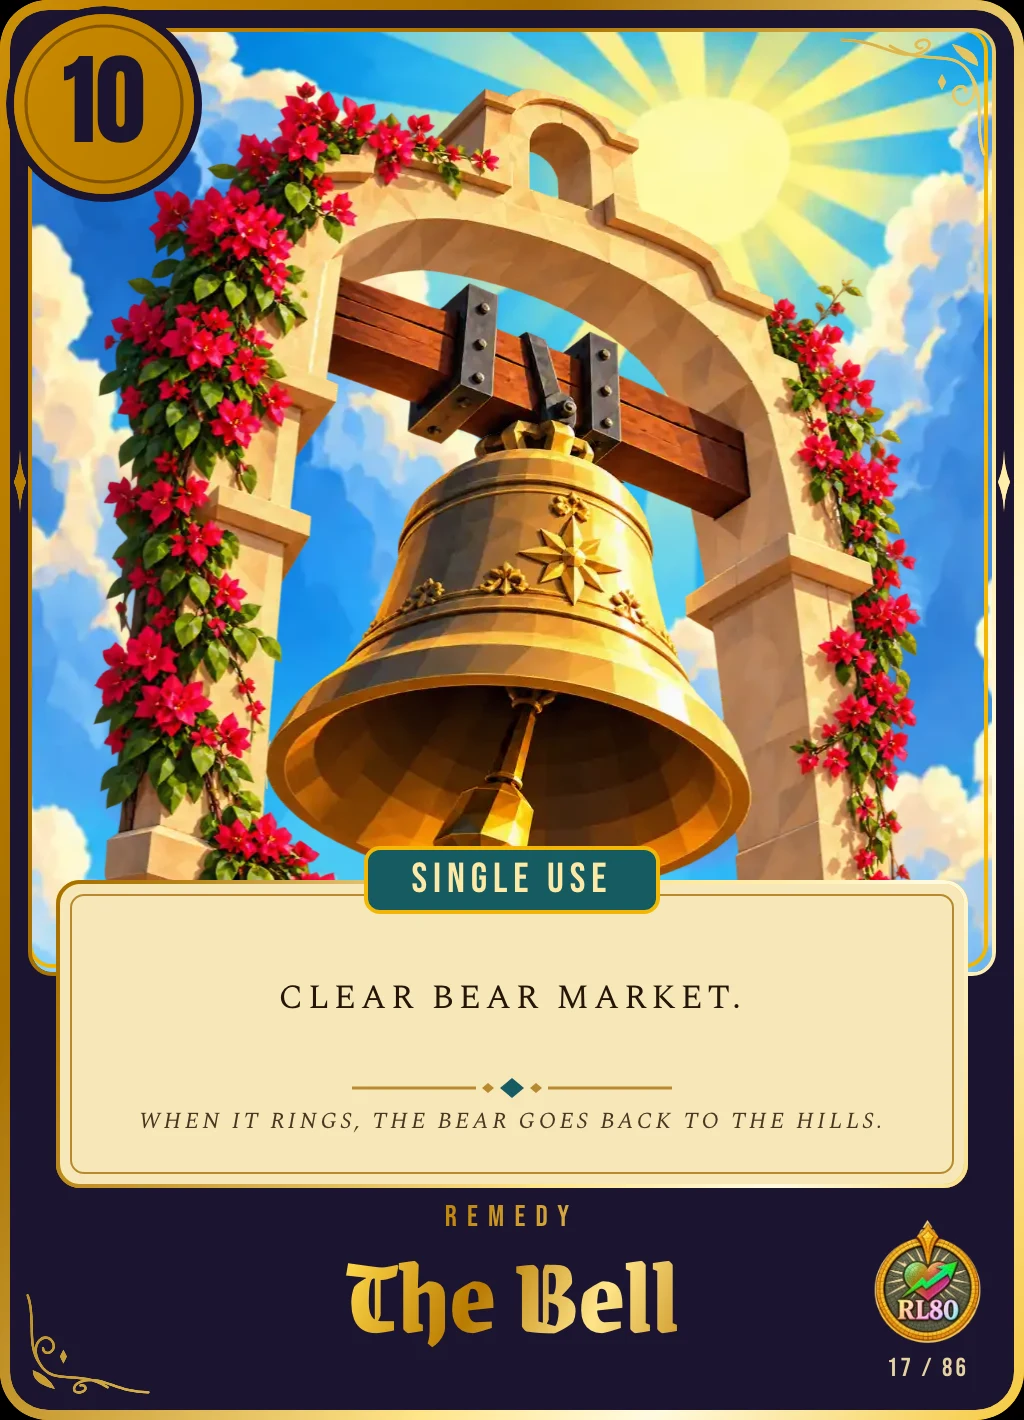 10
SINGLE USE
CLEAR BEAR MARKET.
WHEN IT RINGS, THE BEAR GOES BACK TO THE HILLS.
REMEDY
The Bell
RL80
17 / 86